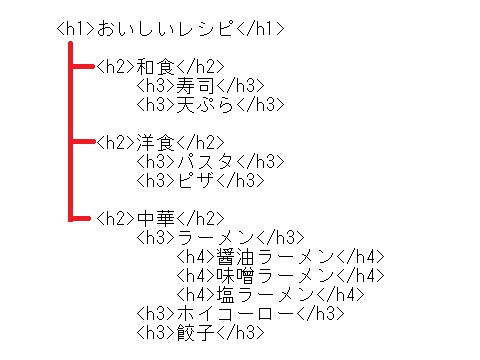 <h1>おいしいレシピ</h1>
<h2>和食</h2>
<h3>寿司</h3>
<h3>天ぷら</h3>
<h2>洋食</h2>
<h3>パスタ</h3>
<h3>ピザ</h3>
<h2>中華</h2>
<h3>ラーメン</h3>
<h4>醤油ラーメン</h4>
<h4>味噌ラーメン</h4>
<h4>塩ラーメン</h4>
<h3>ホイコーロー</h3>
<h3>餃子</h3>